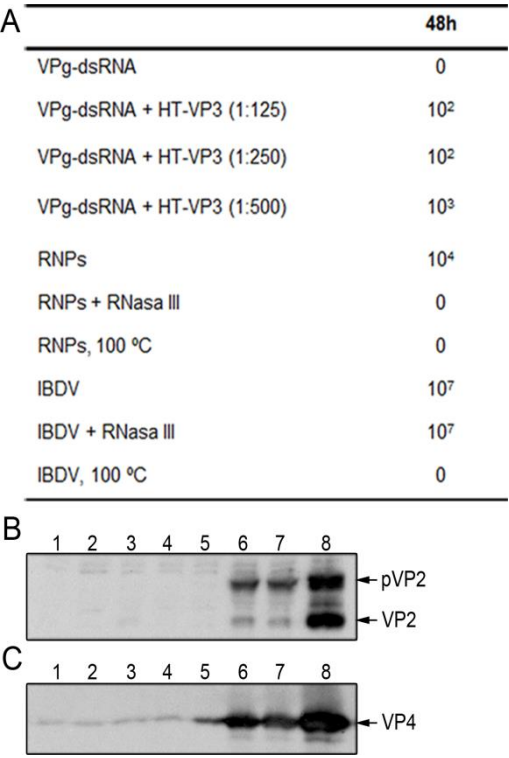 A
48h
VPg-dsRNA 0
VPg-dsRNA + HT-VP3 (1:125) 10²
VPg-dsRNA + HT-VP3 (1:250) 10²
VPg-dsRNA + HT-VP3 (1:500) 10³
RNPs 10⁴
RNPs + RNasa III 0
RNPs, 100 ºC 0
IBDV 10⁷
IBDV + RNasa III 10⁷
IBDV, 100 ºC 0
B
1 2 3 4 5 6 7 8
pVP2
VP2
C
1 2 3 4 5 6 7 8
VP4